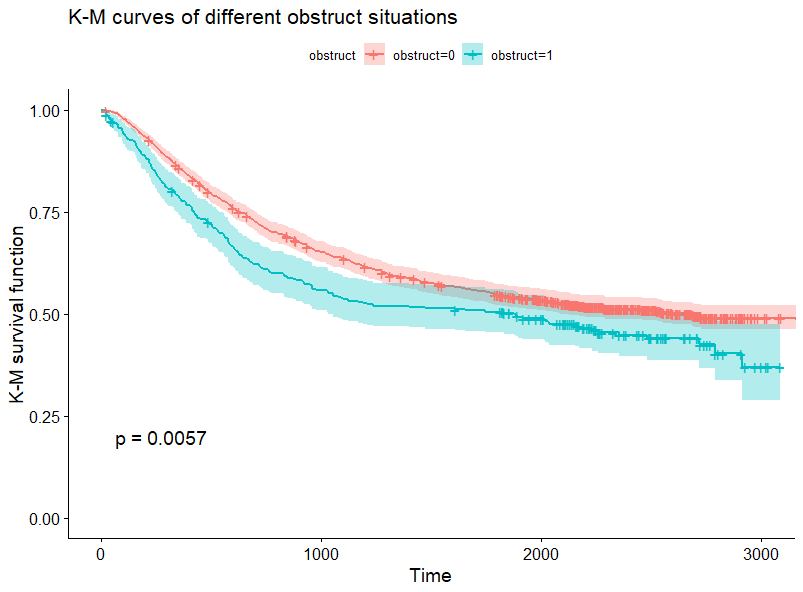 K-M curves of different obstruct situations
obstruct obstruct=0 obstruct=1
1.00
0.75
0.50
0.25
0.00
K-M survival function
p = 0.0057
0 1000 2000 3000
Time